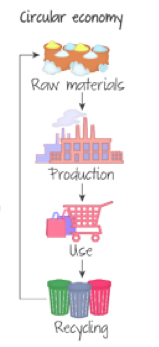 Circular economy
Raw materials
Production
Use
Recycling